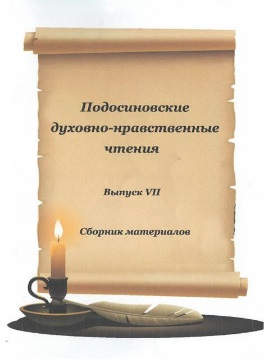 Подосиновские
духовно-нравственные
чтения
Выпуск VII
Сборник материалов